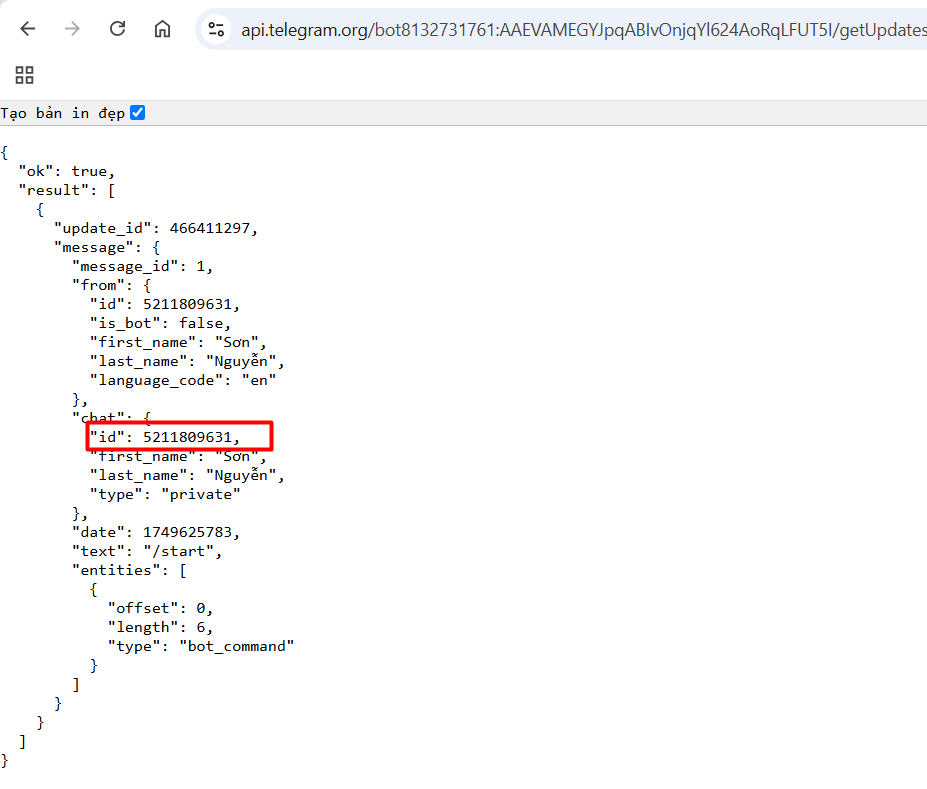 api.telegram.org/bot8132731761:AAEVAMEGYJpqABIvOnjqYl624AoRqLFUT5I/getUpdates
Tạo bản in đẹp
{
  "ok": true,
  "result": [
    {
      "update_id": 466411297,
      "message": {
        "message_id": 1,
        "from": {
          "id": 5211809631,
          "is_bot": false,
          "first_name": "Sơn",
          "last_name": "Nguyễn",
          "language_code": "en"
        },
        "chat": {
          "id": 5211809631,
          "first_name": "Sơn",
          "last_name": "Nguyễn",
          "type": "private"
        },
        "date": 1749625783,
        "text": "/start",
        "entities": [
          {
            "offset": 0,
            "length": 6,
            "type": "bot_command"
          }
        ]
      }
    }
  ]
}